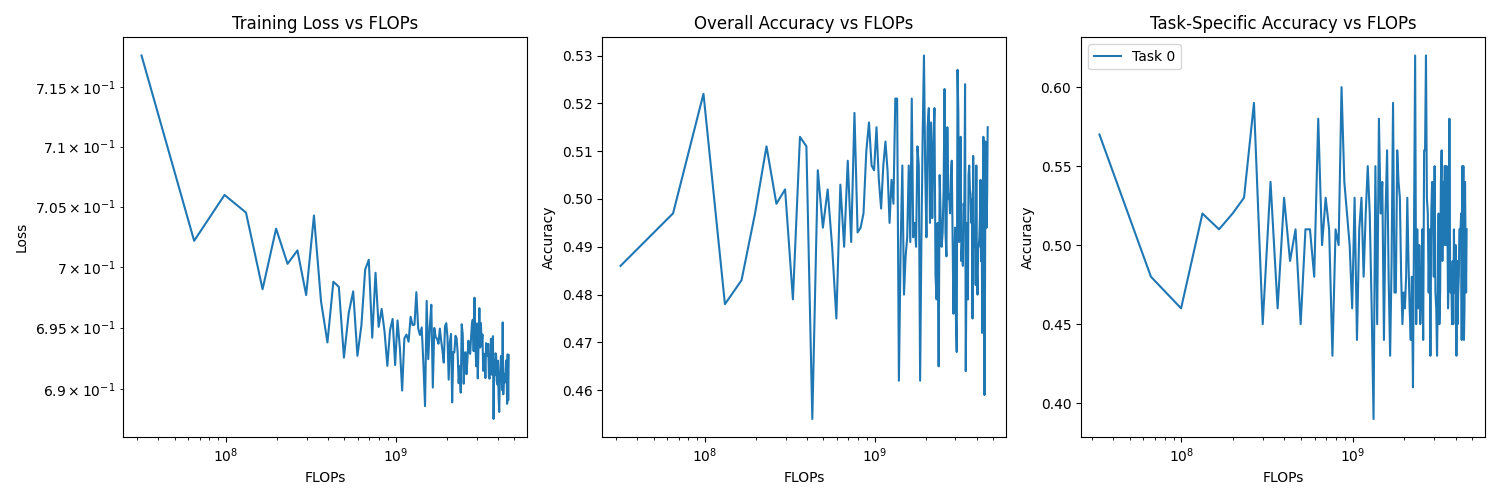 Training Loss vs FLOPs
Overall Accuracy vs FLOPs
Task-Specific Accuracy vs FLOPs
Loss
7.15 × 10⁻¹
7.1 × 10⁻¹
7.05 × 10⁻¹
7 × 10⁻¹
6.95 × 10⁻¹
6.9 × 10⁻¹
10⁸
10⁹
FLOPs
Accuracy
0.53
0.52
0.51
0.50
0.49
0.48
0.47
0.46
10⁸
10⁹
FLOPs
Accuracy
0.60
0.55
0.50
0.45
0.40
Task 0
10⁸
10⁹
FLOPs